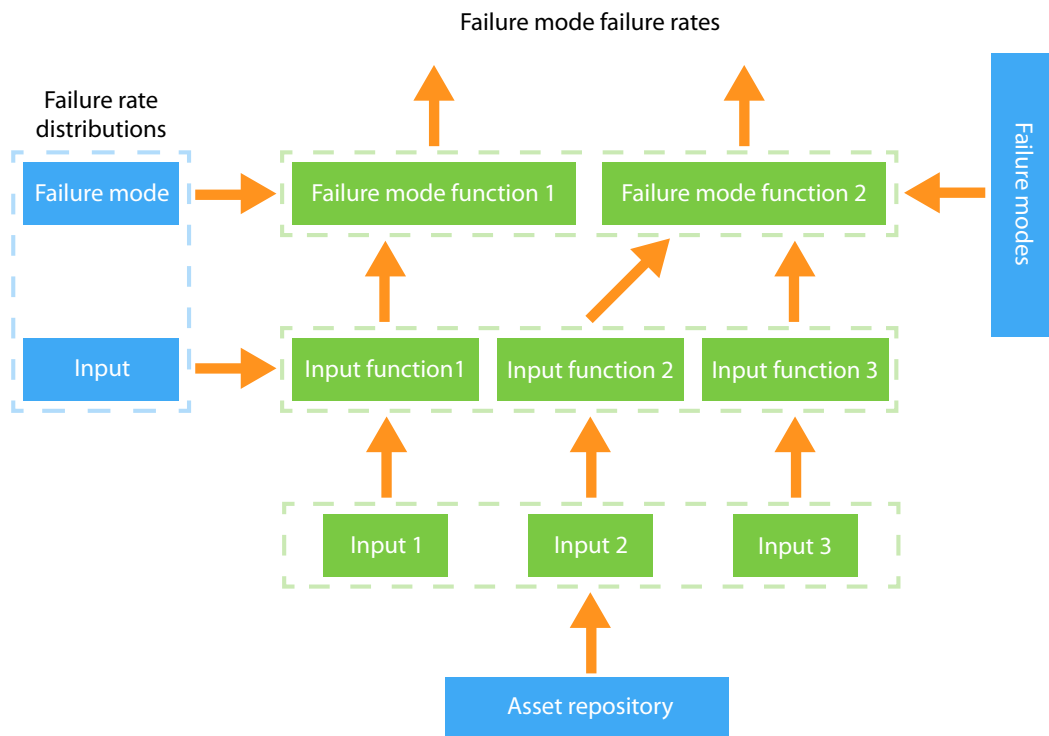 Failure mode failure rates
Failure rate
distributions
Failure modes
Failure mode
Failure mode function 1
Failure mode function 2
Input
Input function1
Input function 2
Input function 3
Input 1
Input 2
Input 3
Asset repository